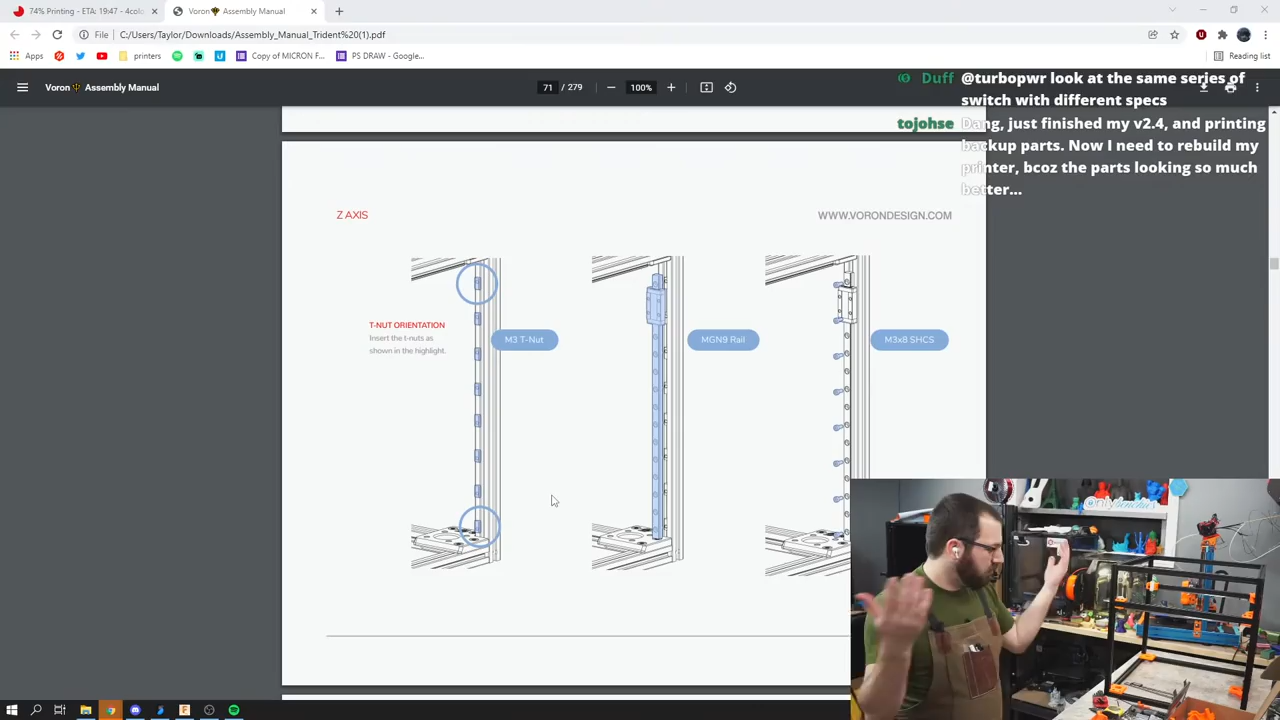 74% Printing - ETA: 19:47 - 4colo
Voron Assembly Manual
File
C:/Users/Taylor/Downloads/Assembly_Manual_Trident%20(1).pdf
Apps
printers
Copy of MICRON F...
PS DRAW - Google...
Reading list
Voron Assembly Manual
71 / 279
100%
Duff @turbopwr look at the same series of
switch with different specs
tojohse Dang, just finished my v2.4, and printing
backup parts. Now I need to rebuild my
printer, bcoz the parts looking so much
better...
Z AXIS
WWW.VORONDESIGN.COM
T-NUT ORIENTATION
Insert the t-nuts as
shown in the highlight.
M3 T-Nut
MGN9 Rail
M3x8 SHCS